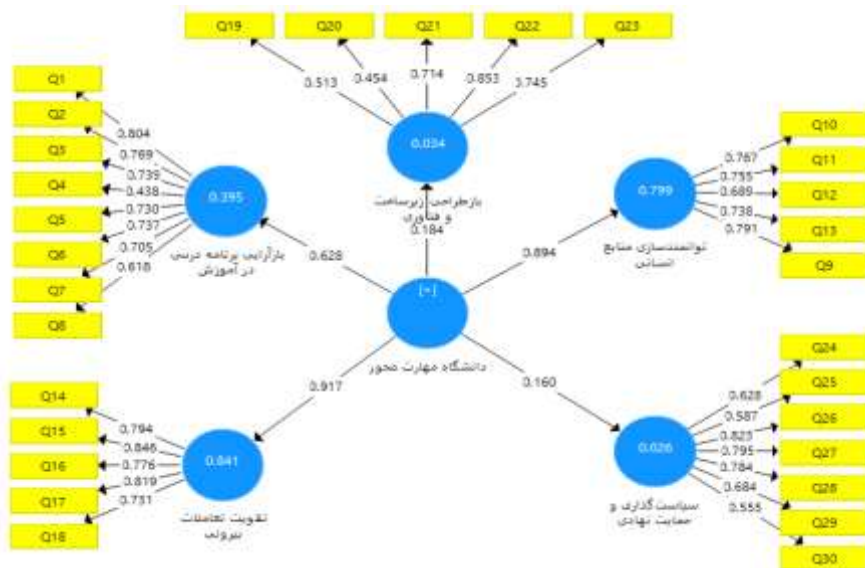 Q19
Q20
Q21
Q22
Q23
0.513
0.454
0.714
0.853
0.745
0.034
بازطراحی زیرساخت
و فناوری
0.184
Q1
Q2
Q3
Q4
Q5
Q6
Q7
Q8
0.804
0.769
0.739
0.438
0.730
0.737
0.705
0.618
0.395
بازآرایی برنامه درسی
در آموزش
0.628
Q10
Q11
Q12
Q13
Q9
0.767
0.755
0.689
0.738
0.791
0.799
توانمندسازی منابع
انسانی
0.894
[+]
دانشگاه مهارت محور
0.917
0.160
Q14
Q15
Q16
Q17
Q18
0.794
0.846
0.776
0.819
0.731
0.841
تقویت تعاملات
بیرونی
Q24
Q25
Q26
Q27
Q28
Q29
Q30
0.628
0.587
0.823
0.795
0.784
0.684
0.555
0.026
سیاست‌گذاری و
حمایت نهادی